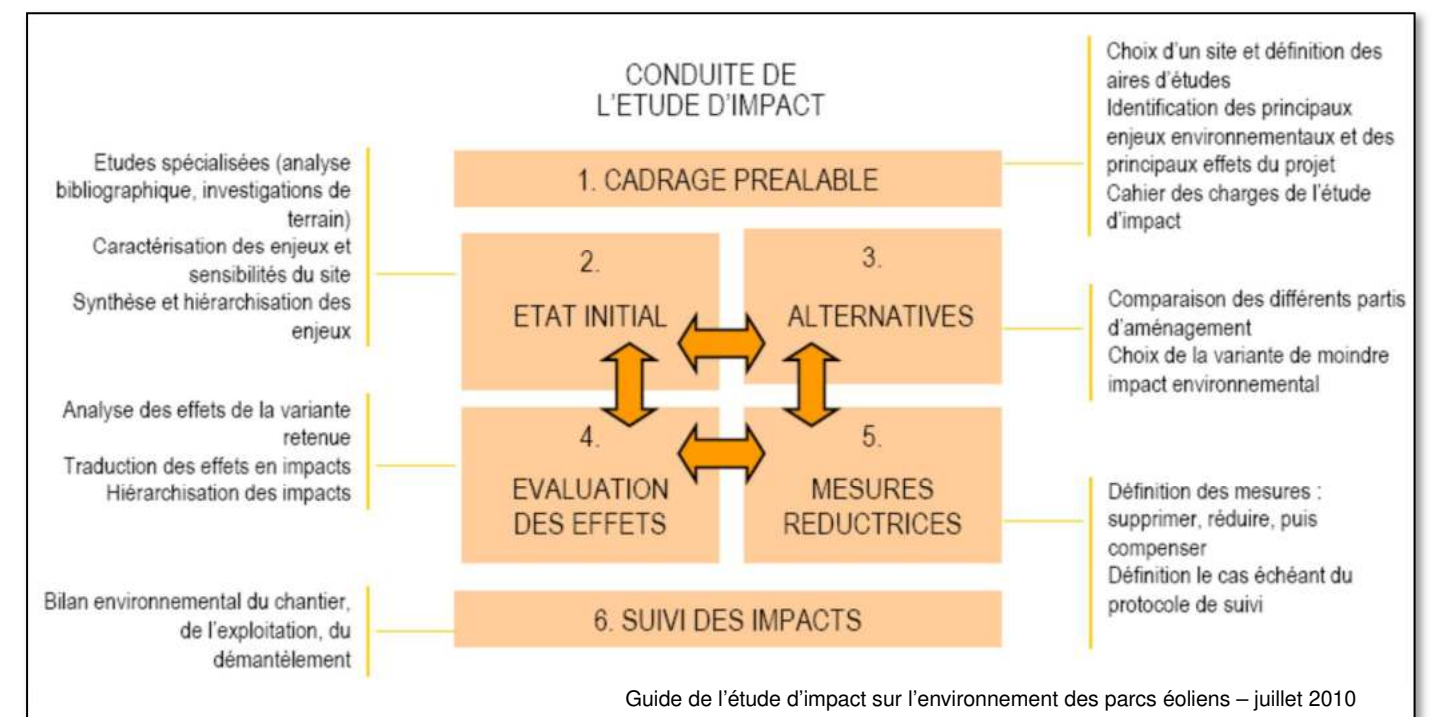 CONDUITE DE
L'ETUDE D'IMPACT
1. CADRAGE PREALABLE
Choix d'un site et définition des
aires d'études
Identification des principaux
enjeux environnementaux et des
principaux effets du projet
Cahier des charges de l'étude
d'impact
Etudes spécialisées (analyse
bibliographique, investigations de
terrain)
Caractérisation des enjeux et
sensibilités du site
Synthèse et hiérarchisation des
enjeux
2.
ETAT INITIAL
3.
ALTERNATIVES
Comparaison des différents partis
d'aménagement
Choix de la variante de moindre
impact environnemental
Analyse des effets de la variante
retenue
Traduction des effets en impacts
Hiérarchisation des impacts
4.
EVALUATION
DES EFFETS
5.
MESURES
REDUCTRICES
Définition des mesures :
supprimer, réduire, puis
compenser
Définition le cas échéant du
protocole de suivi
Bilan environnemental du chantier,
de l'exploitation, du
démantèlement
6. SUIVI DES IMPACTS
Guide de l'étude d'impact sur l'environnement des parcs éoliens – juillet 2010